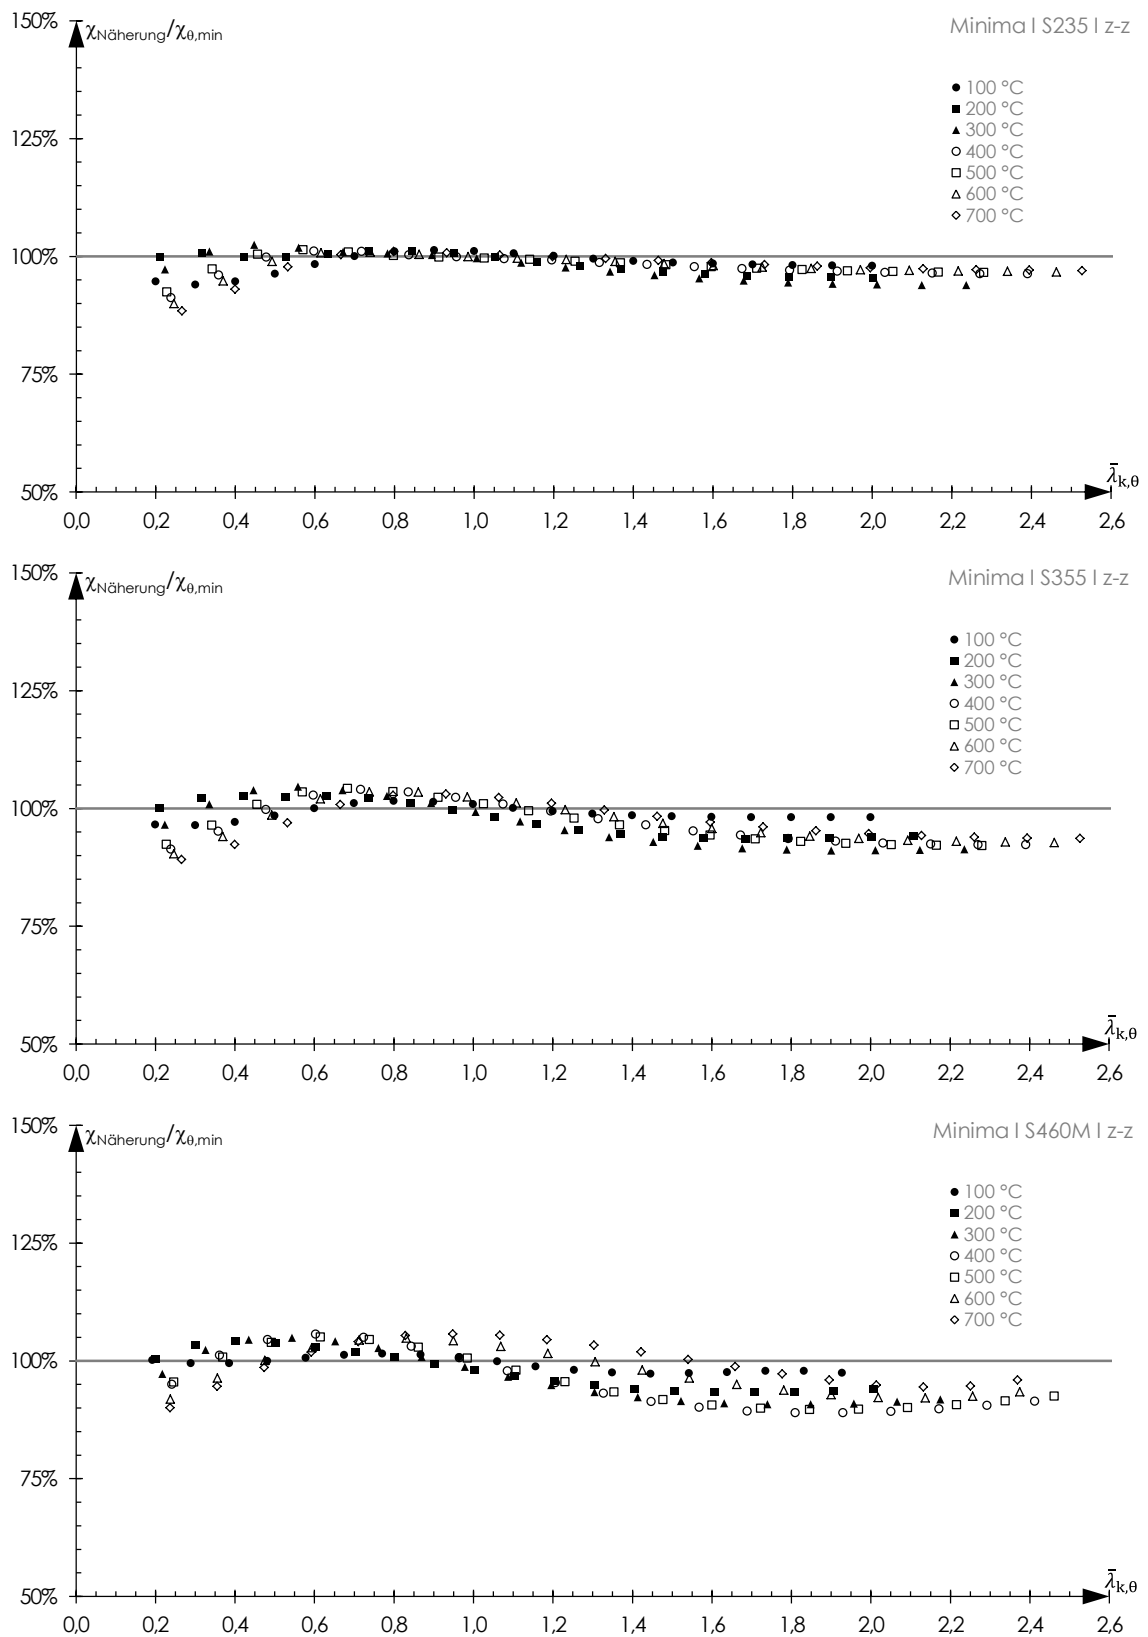 150%
χNäherung/χθ,min
Minima I S235 I z-z
100 °C
125%
200 °C
300 °C
400 °C
500 °C
600 °C
700 °C
100%
75%
λ̄k,θ
50%
0,0 0,2 0,4 0,6 0,8 1,0 1,2 1,4 1,6 1,8 2,0 2,2 2,4 2,6
150%
χNäherung/χθ,min
Minima I S355 I z-z
100 °C
200 °C
300 °C
125%
400 °C
500 °C
600 °C
700 °C
100%
75%
λ̄k,θ
50%
0,0 0,2 0,4 0,6 0,8 1,0 1,2 1,4 1,6 1,8 2,0 2,2 2,4 2,6
150%
χNäherung/χθ,min
Minima I S460M I z-z
100 °C
200 °C
300 °C
125%
400 °C
500 °C
600 °C
700 °C
100%
75%
λ̄k,θ
50%
0,0 0,2 0,4 0,6 0,8 1,0 1,2 1,4 1,6 1,8 2,0 2,2 2,4 2,6